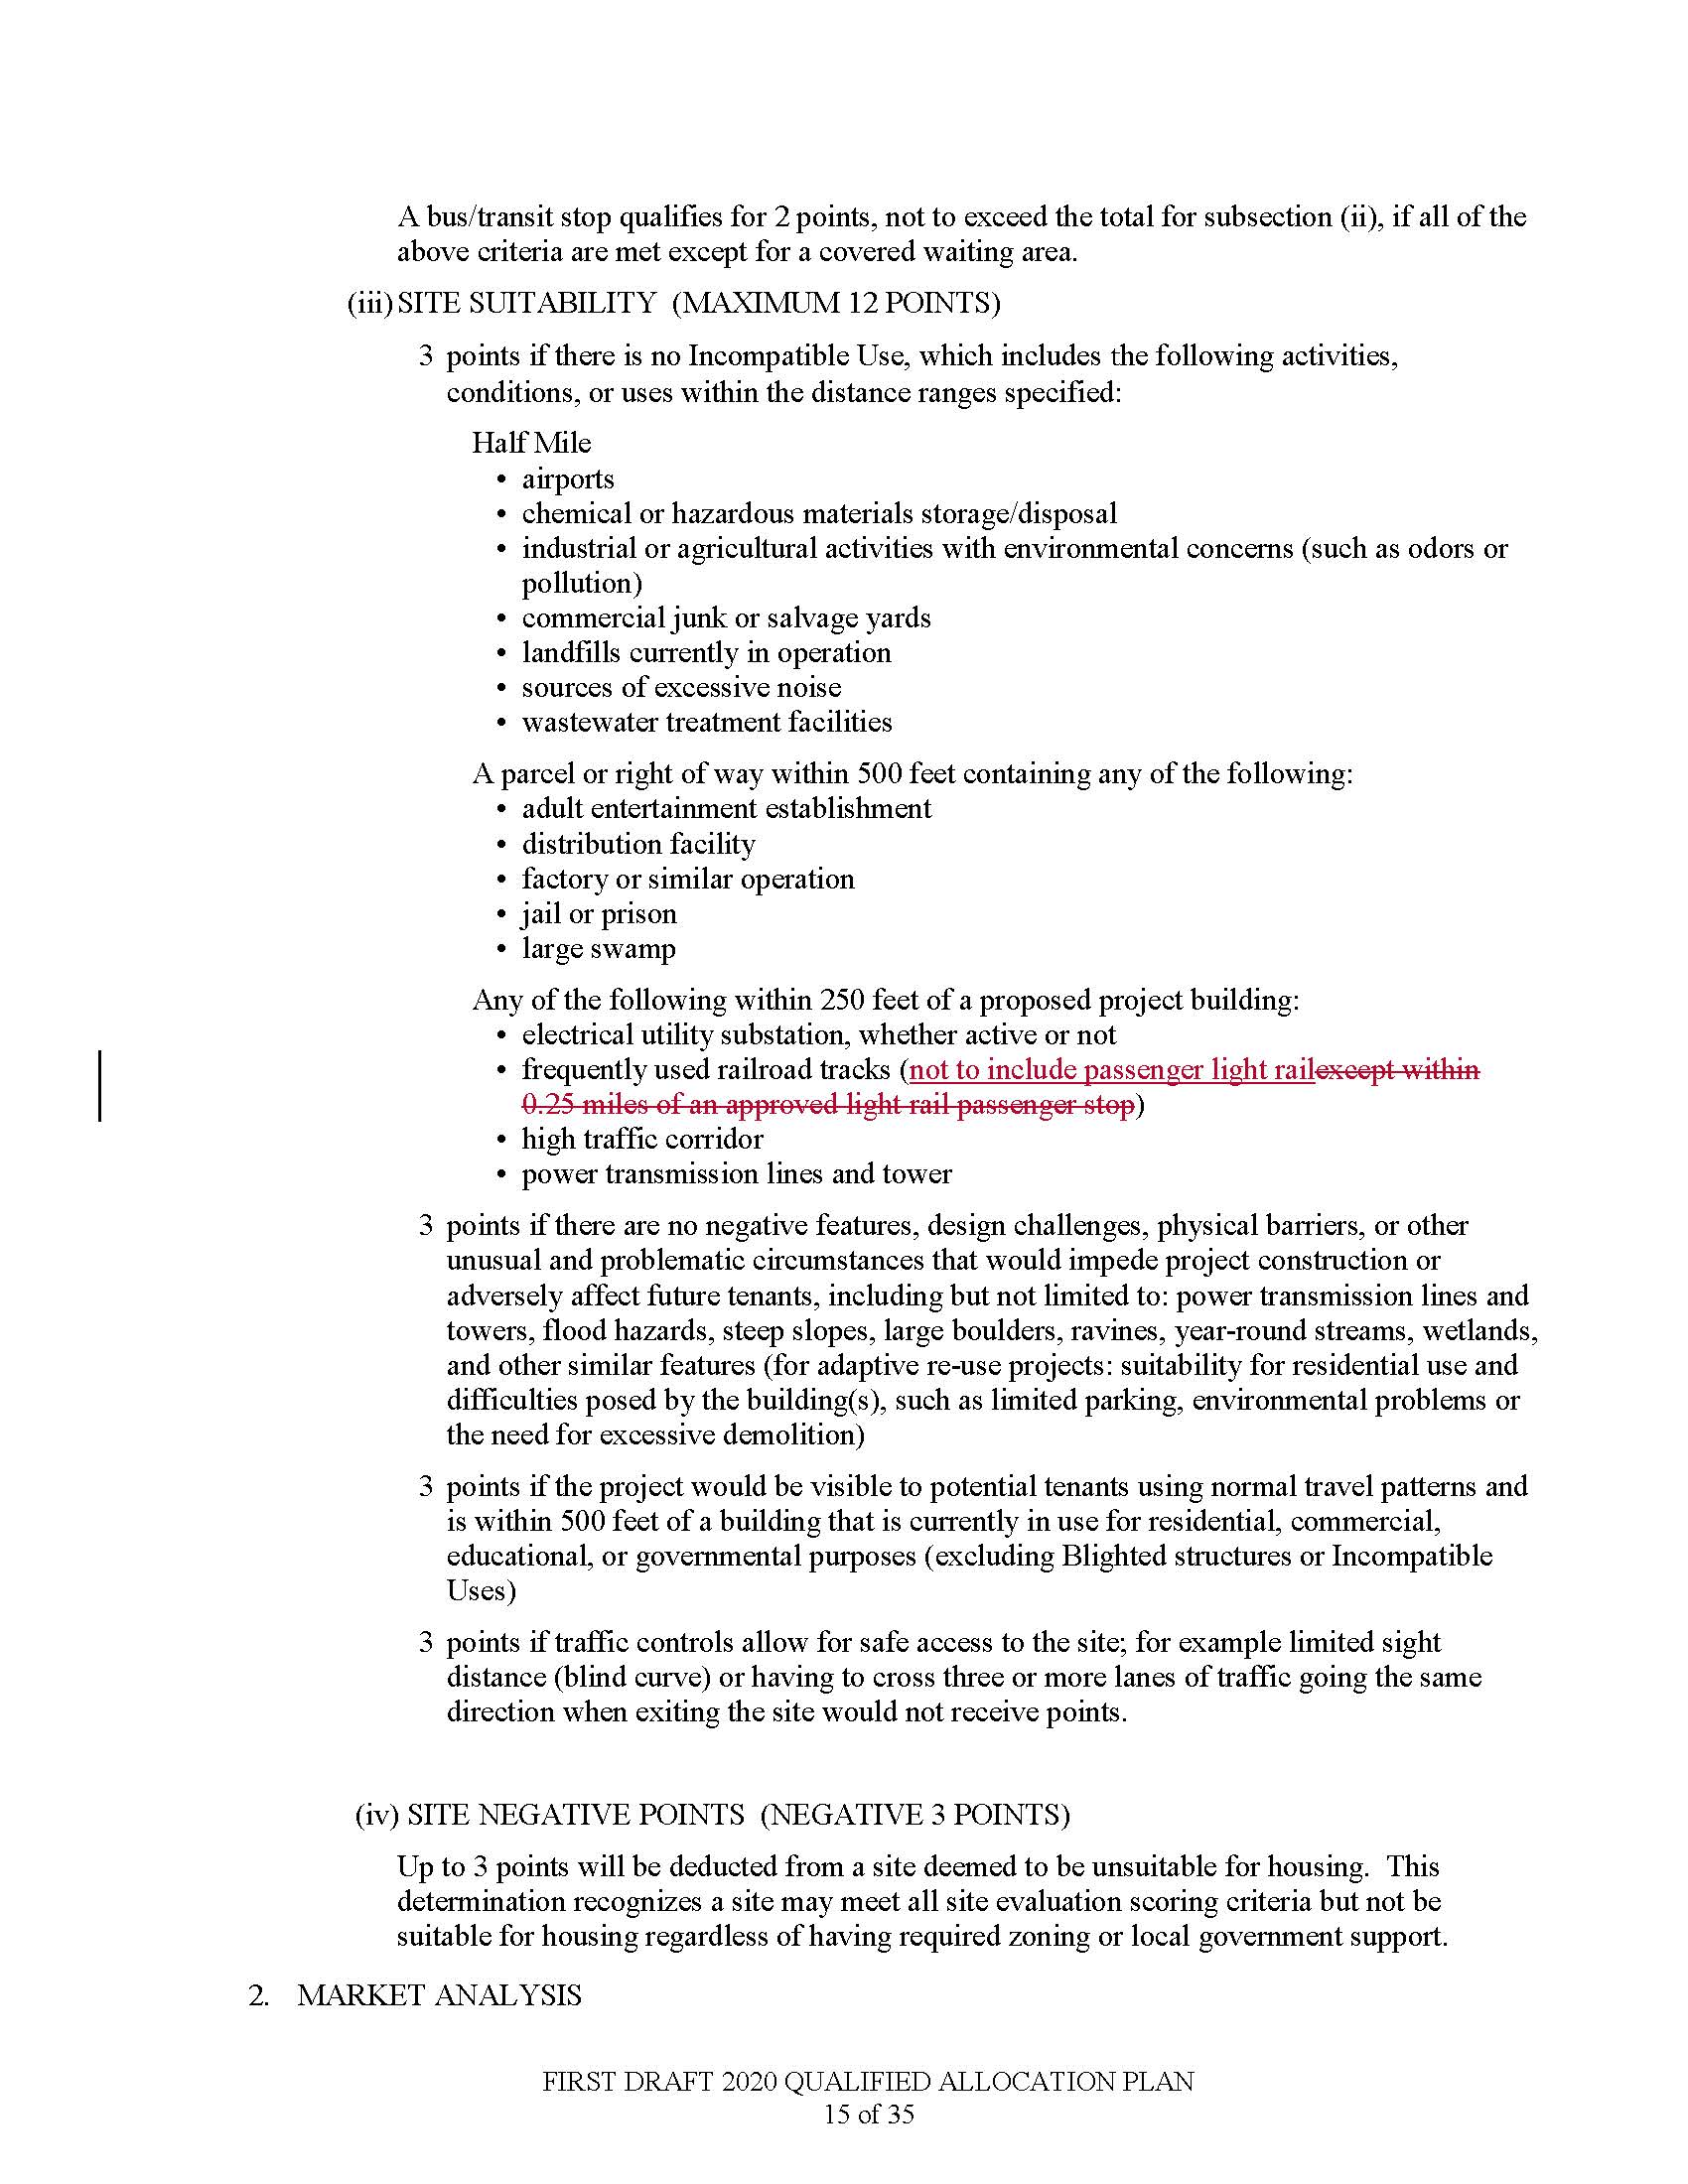 A bus/transit stop qualifies for 2 points, not to exceed the total for subsection (ii), if all of the
above criteria are met except for a covered waiting area.
(iii) SITE SUITABILITY (MAXIMUM 12 POINTS)
3 points if there is no Incompatible Use, which includes the following activities,
conditions, or uses within the distance ranges specified:
Half Mile
• airports
• chemical or hazardous materials storage/disposal
• industrial or agricultural activities with environmental concerns (such as odors or
pollution)
• commercial junk or salvage yards
• landfills currently in operation
• sources of excessive noise
• wastewater treatment facilities
A parcel or right of way within 500 feet containing any of the following:
• adult entertainment establishment
• distribution facility
• factory or similar operation
• jail or prison
• large swamp
Any of the following within 250 feet of a proposed project building:
• electrical utility substation, whether active or not
• frequently used railroad tracks (not to include passenger light railexcept within
0.25 miles of an approved light rail passenger stop)
• high traffic corridor
• power transmission lines and tower
3 points if there are no negative features, design challenges, physical barriers, or other
unusual and problematic circumstances that would impede project construction or
adversely affect future tenants, including but not limited to: power transmission lines and
towers, flood hazards, steep slopes, large boulders, ravines, year-round streams, wetlands,
and other similar features (for adaptive re-use projects: suitability for residential use and
difficulties posed by the building(s), such as limited parking, environmental problems or
the need for excessive demolition)
3 points if the project would be visible to potential tenants using normal travel patterns and
is within 500 feet of a building that is currently in use for residential, commercial,
educational, or governmental purposes (excluding Blighted structures or Incompatible
Uses)
3 points if traffic controls allow for safe access to the site; for example limited sight
distance (blind curve) or having to cross three or more lanes of traffic going the same
direction when exiting the site would not receive points.
(iv) SITE NEGATIVE POINTS (NEGATIVE 3 POINTS)
Up to 3 points will be deducted from a site deemed to be unsuitable for housing. This
determination recognizes a site may meet all site evaluation scoring criteria but not be
suitable for housing regardless of having required zoning or local government support.
2. MARKET ANALYSIS
FIRST DRAFT 2020 QUALIFIED ALLOCATION PLAN
15 of 35